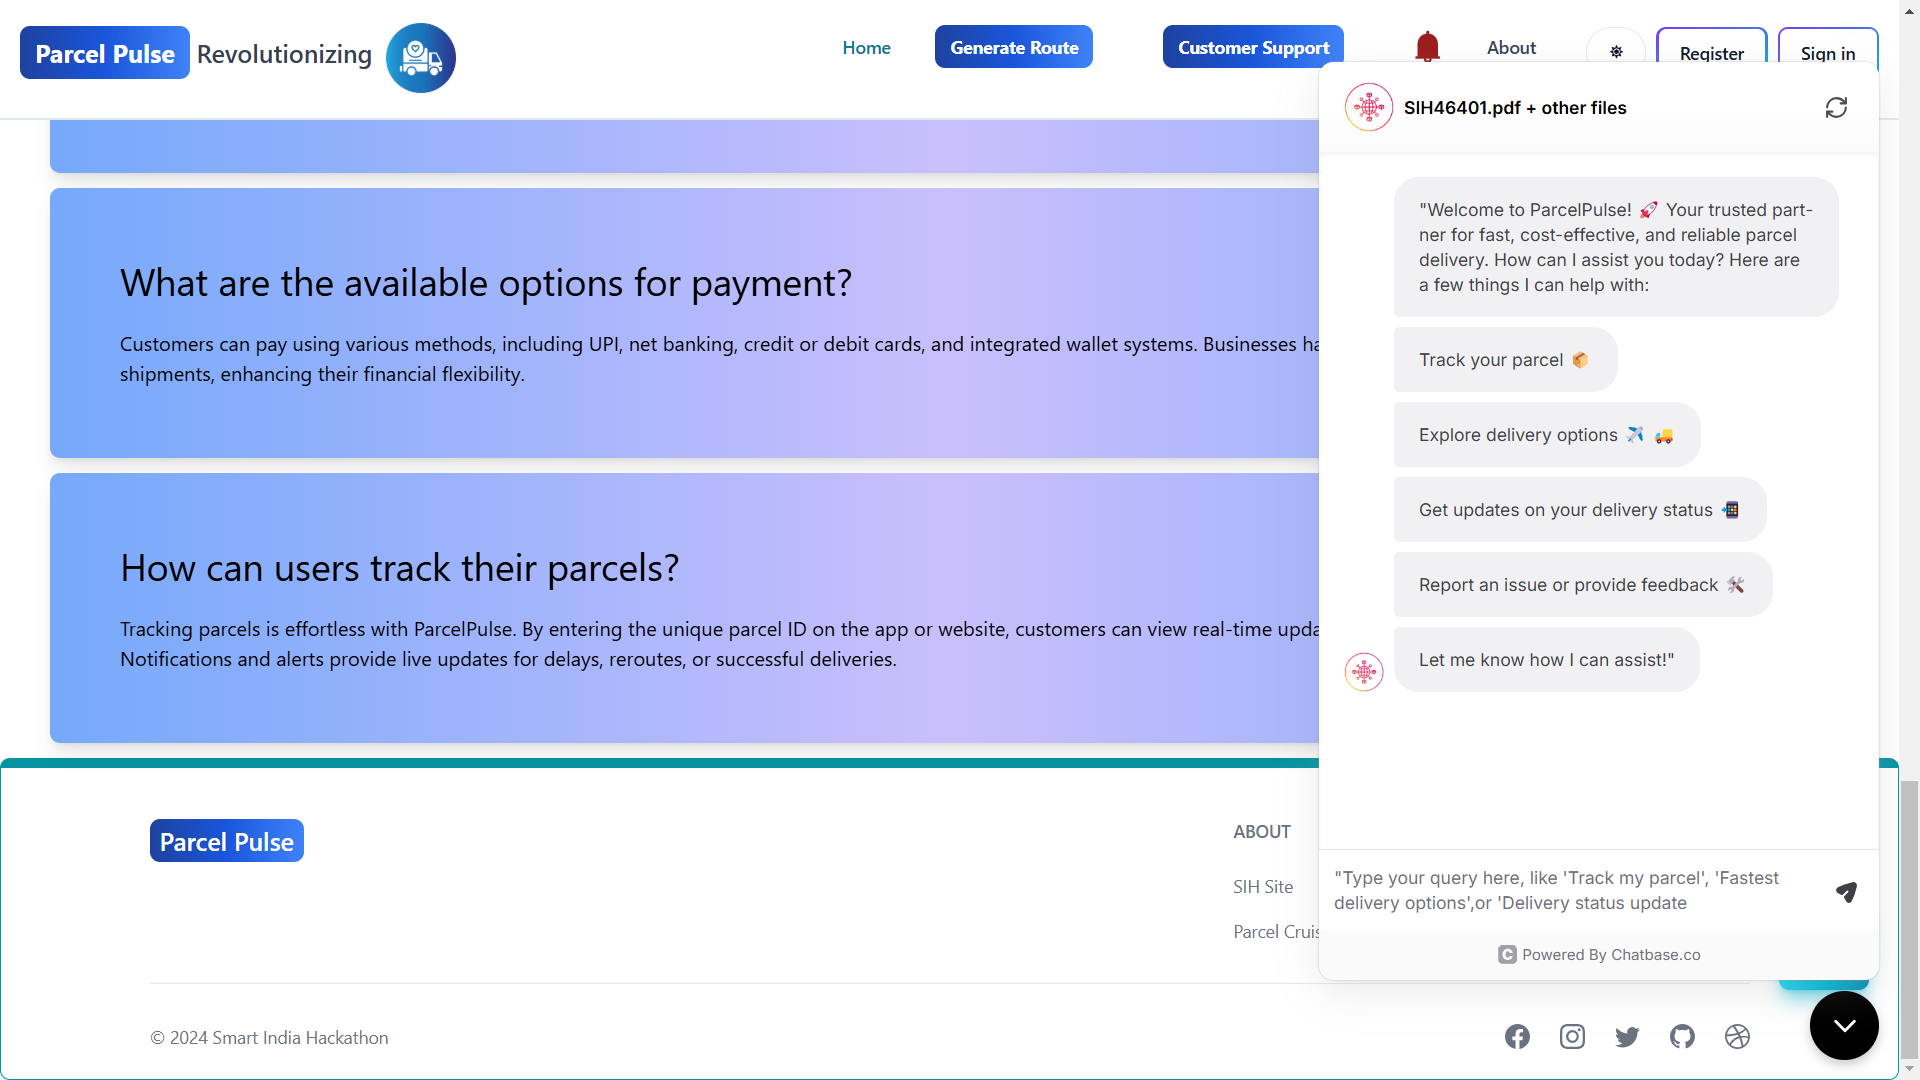 Parcel Pulse Revolutionizing
Home
Generate Route
Customer Support
About
Register
Sign in
What are the available options for payment?
Customers can pay using various methods, including UPI, net banking, credit or debit cards, and integrated wallet systems. Businesses
shipments, enhancing their financial flexibility.
How can users track their parcels?
Tracking parcels is effortless with ParcelPulse. By entering the unique parcel ID on the app or website, customers can view real-time
Notifications and alerts provide live updates for delays, reroutes, or successful deliveries.
SIH46401.pdf + other files
"Welcome to ParcelPulse! 🚀 Your trusted part-
ner for fast, cost-effective, and reliable parcel
delivery. How can I assist you today? Here are
a few things I can help with:
Track your parcel 📦
Explore delivery options ✈️ 🚚
Get updates on your delivery status 📲
Report an issue or provide feedback 🛠️
Let me know how I can assist!"
"Type your query here, like 'Track my parcel', 'Fastest
delivery options',or 'Delivery status update
C Powered By Chatbase.co
Parcel Pulse
ABOUT
SIH Site
Parcel
© 2024 Smart India Hackathon